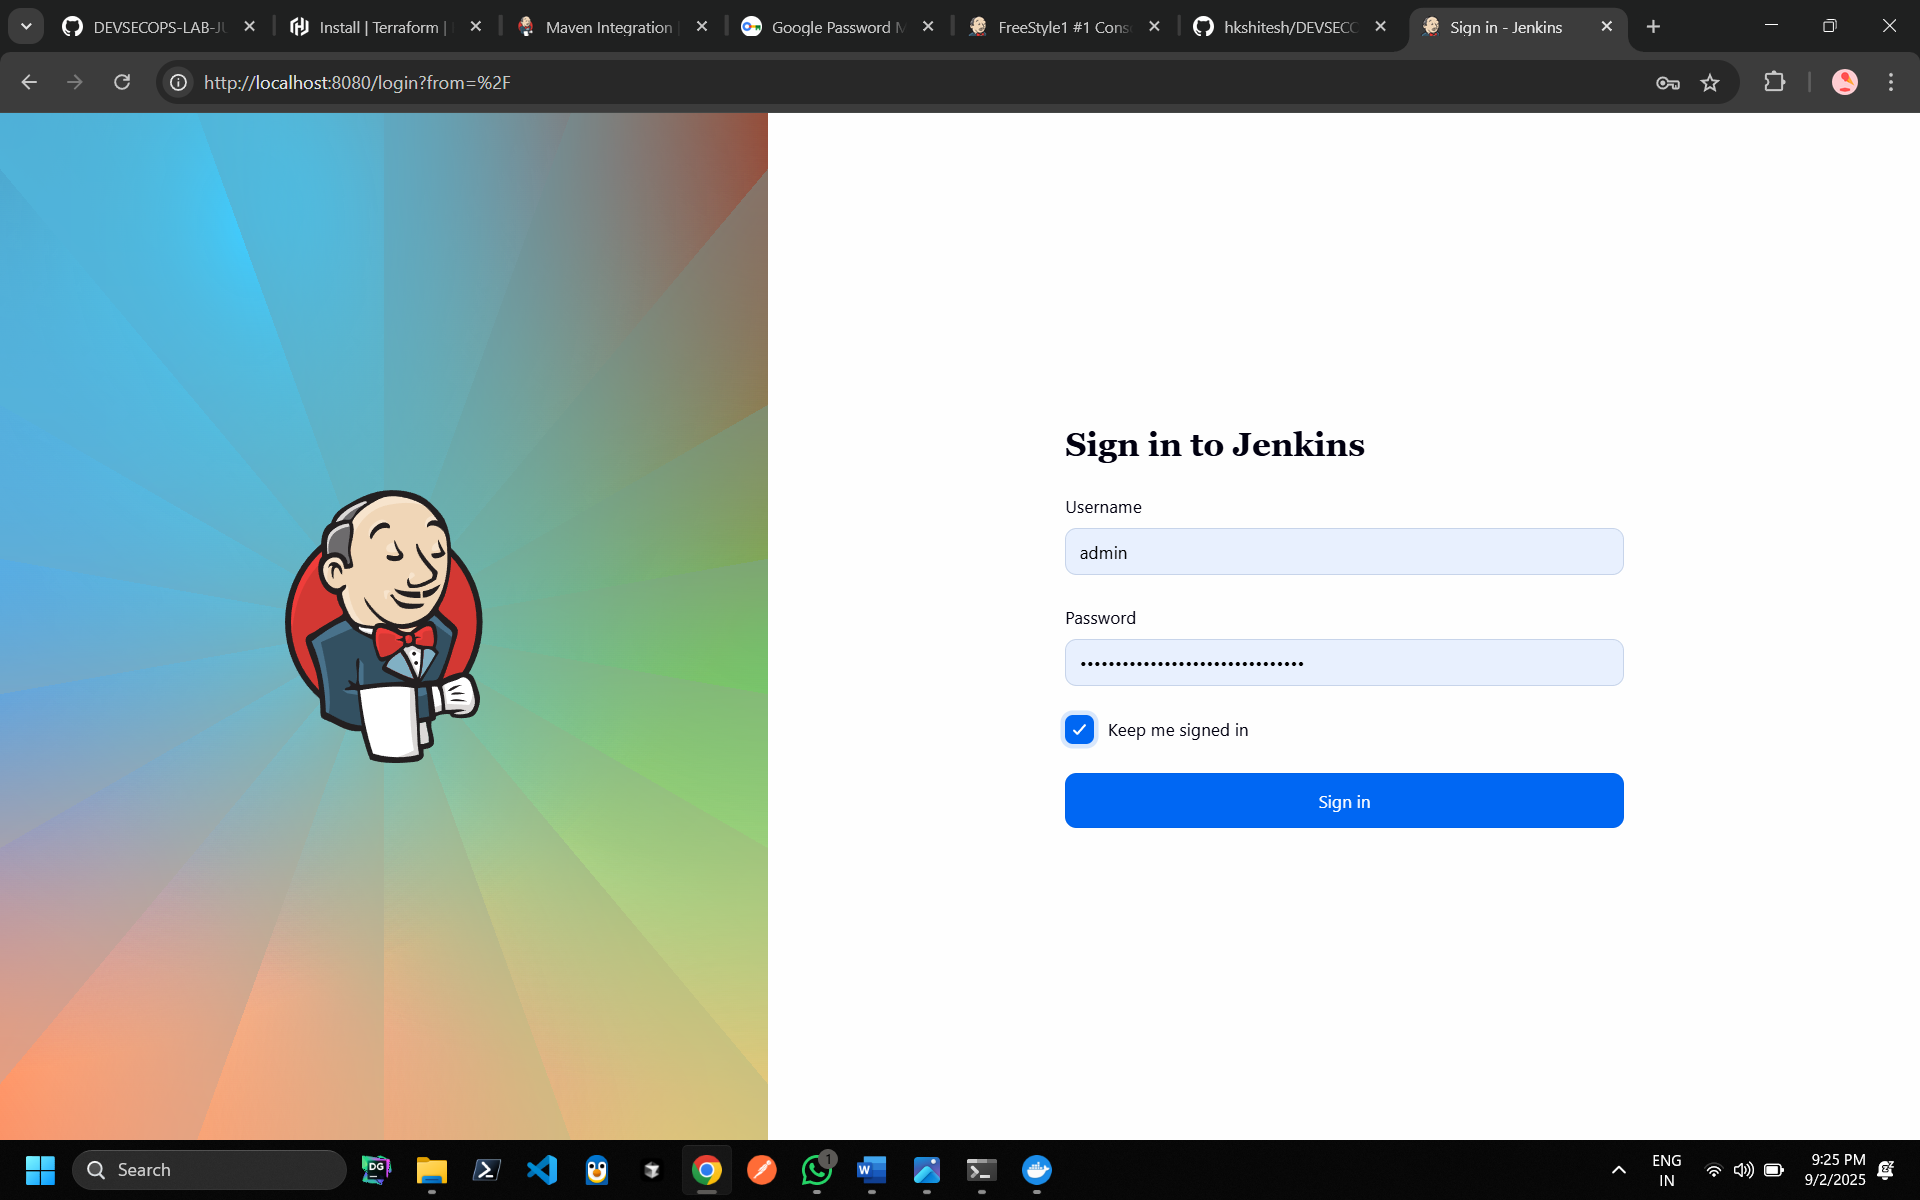 DEVSECOPS-LAB-JU
Install | Terraform |
Maven Integration
Google Password M
FreeStyle1 #1 Cons
hkshitesh/DEVSECO
Sign in - Jenkins
http://localhost:8080/login?from=%2F
Sign in to Jenkins
Username
admin
Password
Keep me signed in
Sign in
Search
DG
1
ENG
IN
9:25 PM
9/2/2025